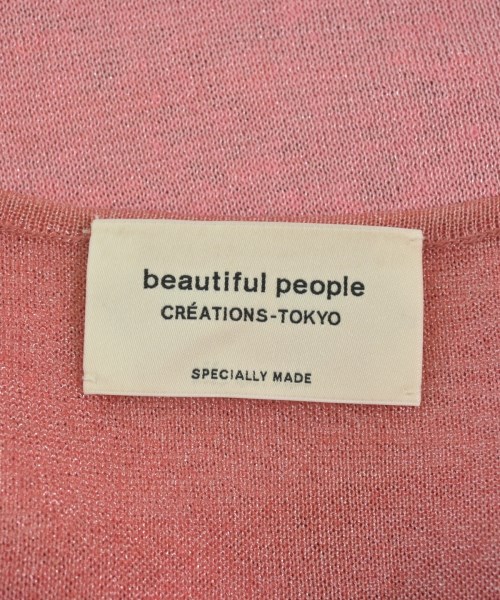 beautiful people
CRÉATIONS-TOKYO
SPECIALLY MADE